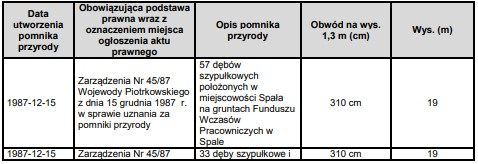 Data utworzenia pomnika przyrody
Obowiązująca podstawa prawna wraz z oznaczeniem miejsca ogłoszenia aktu prawnego
Opis pomnika przyrody
Obwód na wys. 1,3 m (cm)
Wys. (m)
1987-12-15
Zarządzenia Nr 45/87
Wojewody Piotrkowskiego
z dnia 15 grudnia 1987 r.
w sprawie uznania za
pomniki przyrody
57 dębów
szypułkowych
położonych w
miejscowości Spała
na gruntach Funduszu
Wczasów
Pracowniczych w
Spale
310 cm
19
1987-12-15
Zarządzenia Nr 45/87
33 dęby szypułkowe i
310 cm
19